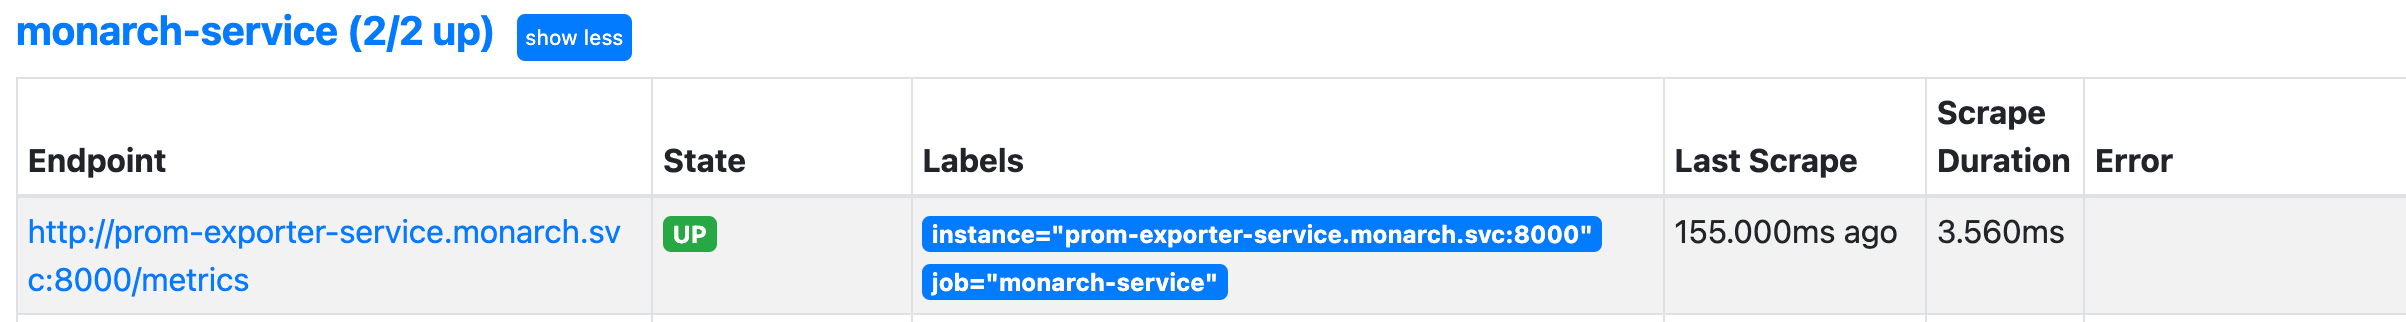 monarch-service (2/2 up) show less
Endpoint State Labels Last Scrape Scrape Duration Error
http://prom-exporter-service.monarch.sv UP instance="prom-exporter-service.monarch.svc:8000" 155.000ms ago 3.560ms
c:8000/metrics job="monarch-service"